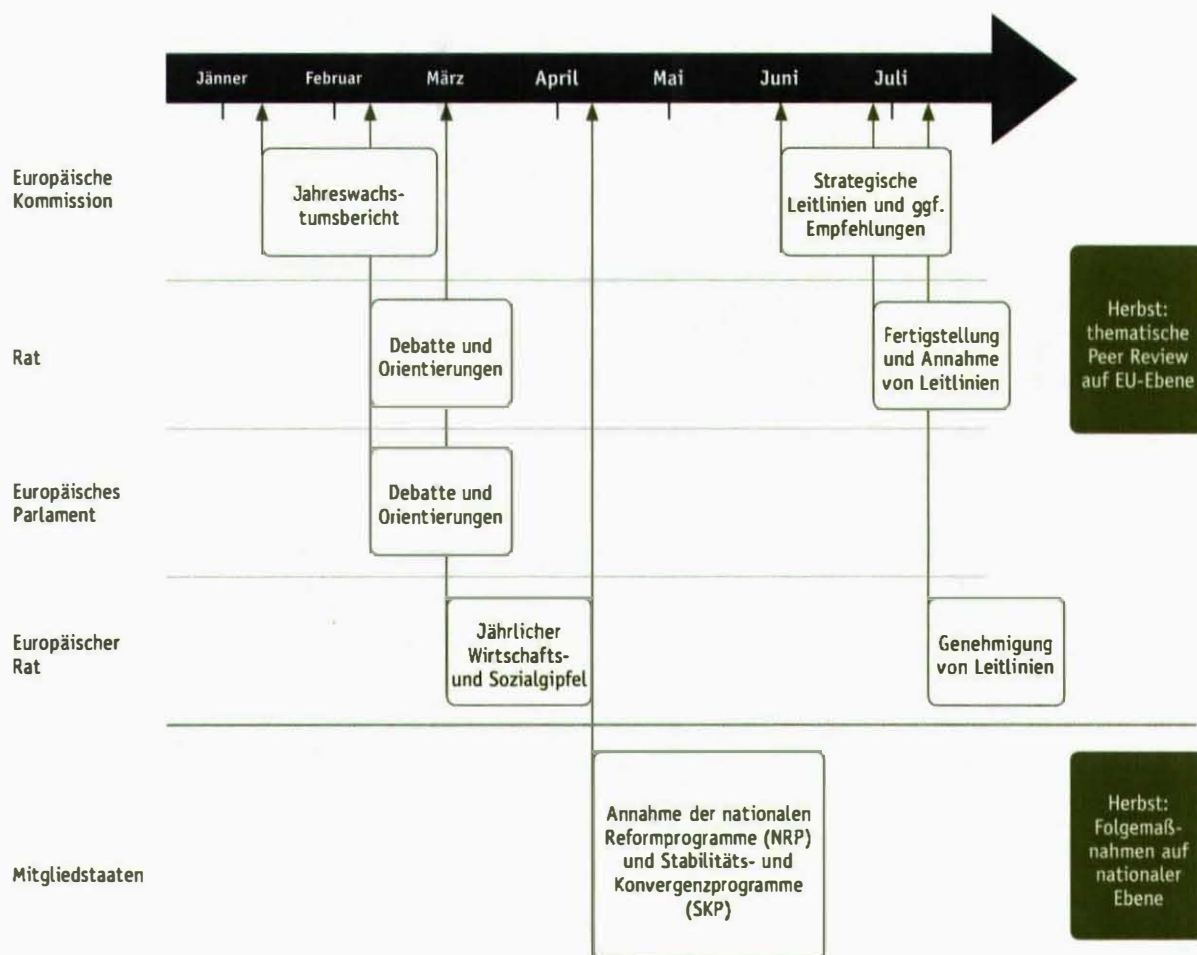 Jänner Februar März April Mai Juni Juli
Europäische
Kommission
Jahreswachs-
tumsbericht
Strategische
Leitlinien und ggf.
Empfehlungen
Rat
Debatte und
Orientierungen
Fertigstellung
und Annahme
von Leitlinien
Herbst:
thematische
Peer Review
auf EU-Ebene
Europäisches
Parlament
Debatte und
Orientierungen
Europäischer
Rat
Jährlicher
Wirtschafts-
und Sozialgipfel
Genehmigung
von Leitlinien
Mitgliedstaaten
Annahme der nationalen
Reformprogramme (NRP)
und Stabilitäts- und
Konvergenzprogramme
(SKP)
Herbst:
Folgemaß-
nahmen auf
nationaler
Ebene